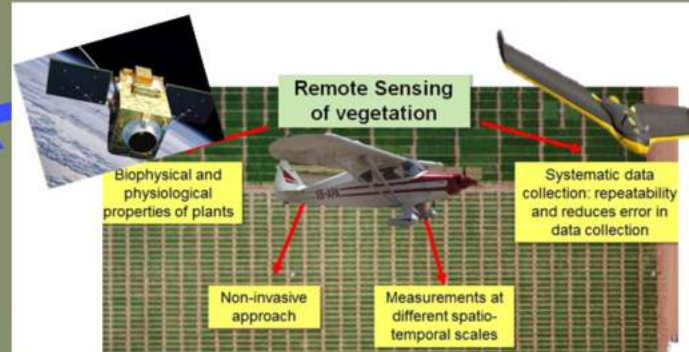 Remote Sensing
of vegetation
Biophysical and
physiological
properties of plants
Systematic data
collection: repeatability
and reduces error in
data collection
Non-invasive
approach
Measurements at
different spatio-
temporal scales